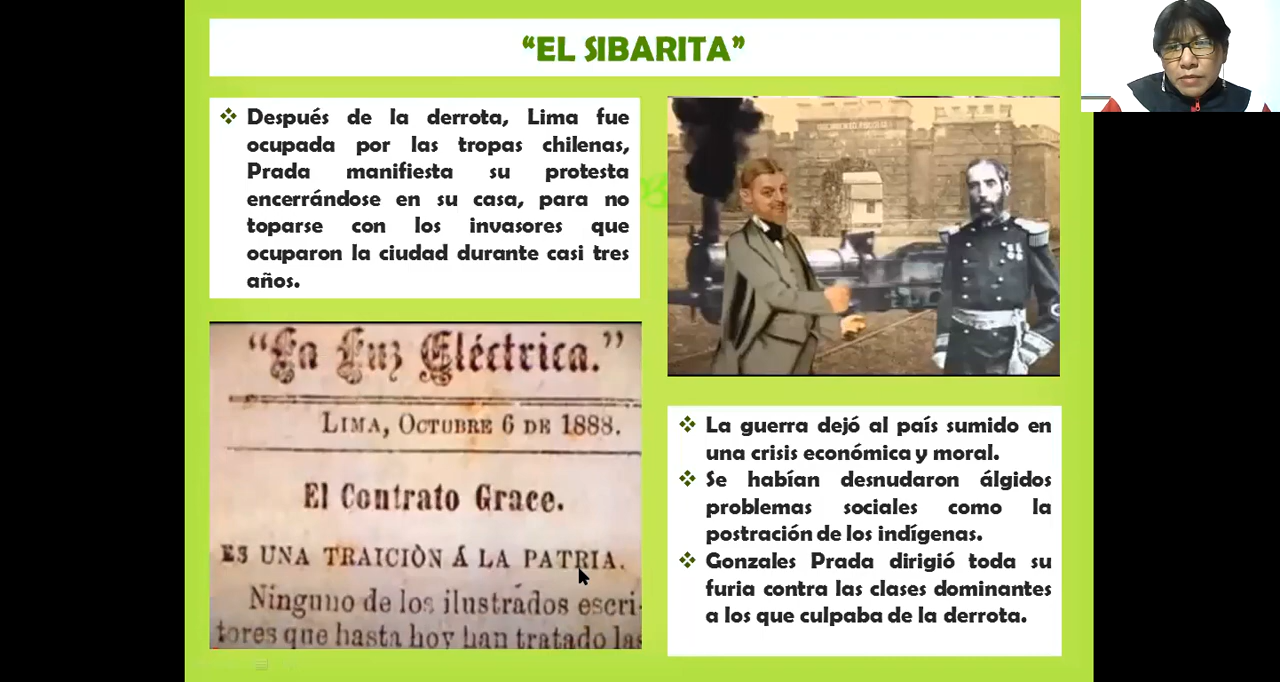 “EL SIBARITA”
Después de la derrota, Lima fue
ocupada por las tropas chilenas,
Prada manifiesta su protesta
encerrándose en su casa, para no
toparse con los invasores que
ocuparon la ciudad durante casi tres
años.
“La Luz Eléctrica.”
LIMA, OCTUBRE 6 DE 1888.
El Contrato Grace.
ES UNA TRAICIÒN Á LA PATRIA.
Ninguno de los ilustrados escri-
tores que hasta hoy han tratado las
La guerra dejó al país sumido en
una crisis económica y moral.
Se habían desnudaron álgidos
problemas sociales como la
postración de los indígenas.
Gonzales Prada dirigió toda su
furia contra las clases dominantes
a los que culpaba de la derrota.